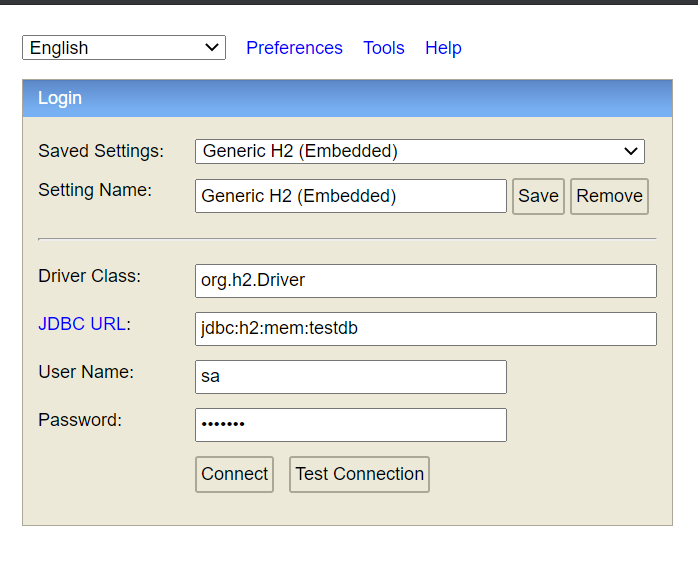 English Preferences Tools Help
Login
Saved Settings: Generic H2 (Embedded)
Setting Name: Generic H2 (Embedded) Save Remove
Driver Class: org.h2.Driver
JDBC URL: jdbc:h2:mem:testdb
User Name: sa
Password: •••••••
Connect Test Connection